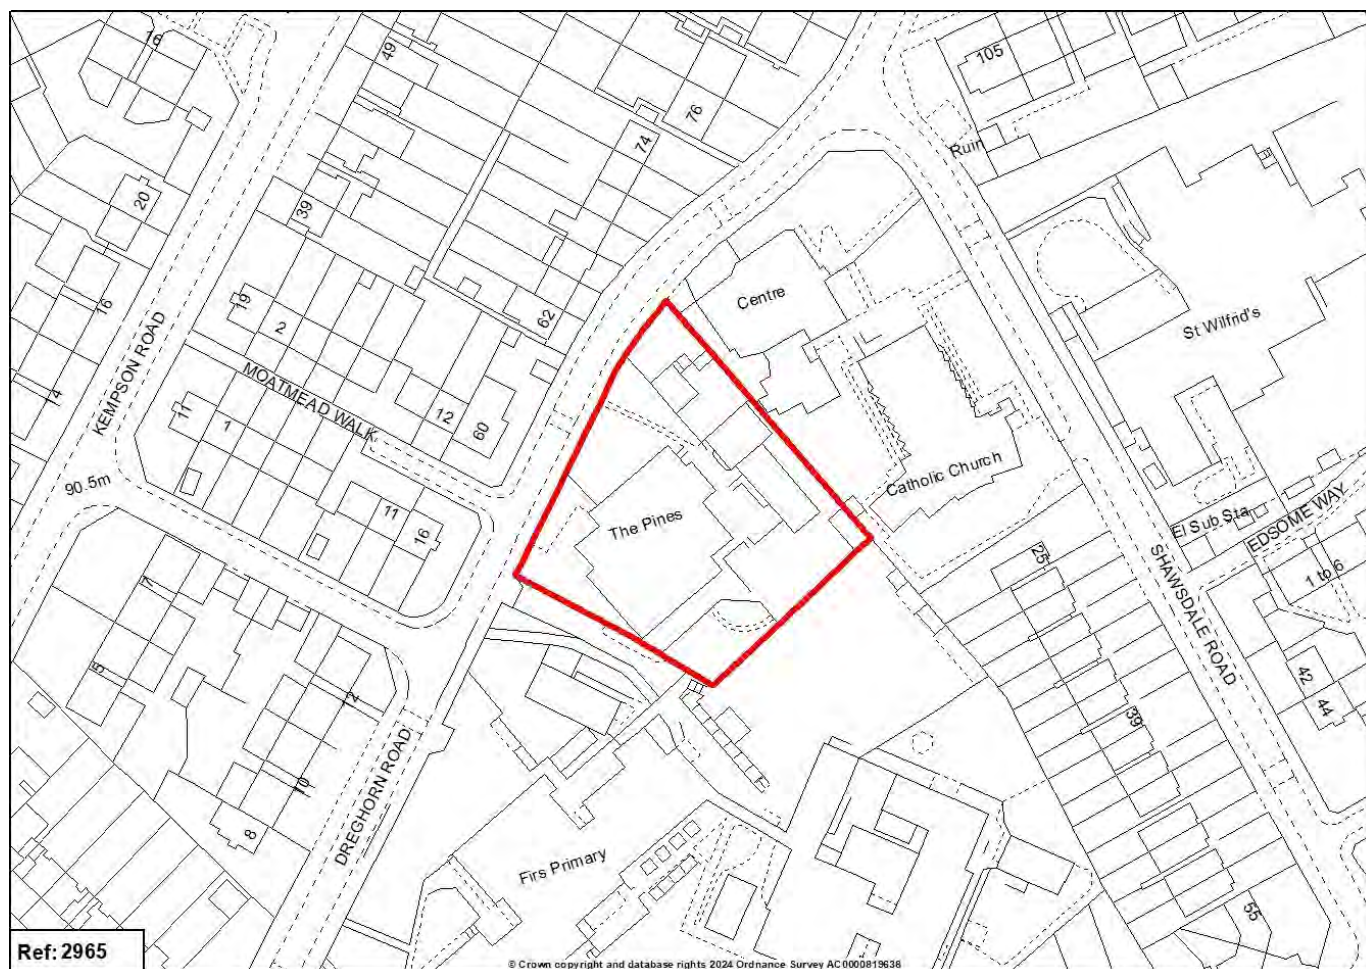 16
49
105
76
74
Ruin
20
39
16
19
2
62
Centre
St Wilfrid's
KEMPSON ROAD
14
MOATMEAD WALK
11
1
12
60
Catholic Church
90.5m
11
16
The Pines
El Sub Sta
EDSOME WAY
25
1 to 6
7
SHAWSDALE ROAD
5
12
42
44
39
10
DREGHORN ROAD
8
Firs Primary
55
Ref: 2965
© Crown copyright and database rights 2024 Ordnance Survey AC0000819636